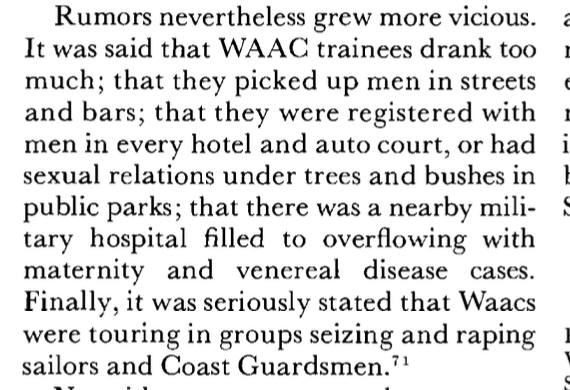 Rumors nevertheless grew more vicious.
It was said that WAAC trainees drank too
much; that they picked up men in streets
and bars; that they were registered with
men in every hotel and auto court, or had
sexual relations under trees and bushes in
public parks; that there was a nearby mili-
tary hospital filled to overflowing with
maternity and venereal disease cases.
Finally, it was seriously stated that Waacs
were touring in groups seizing and raping
sailors and Coast Guardsmen.⁷¹